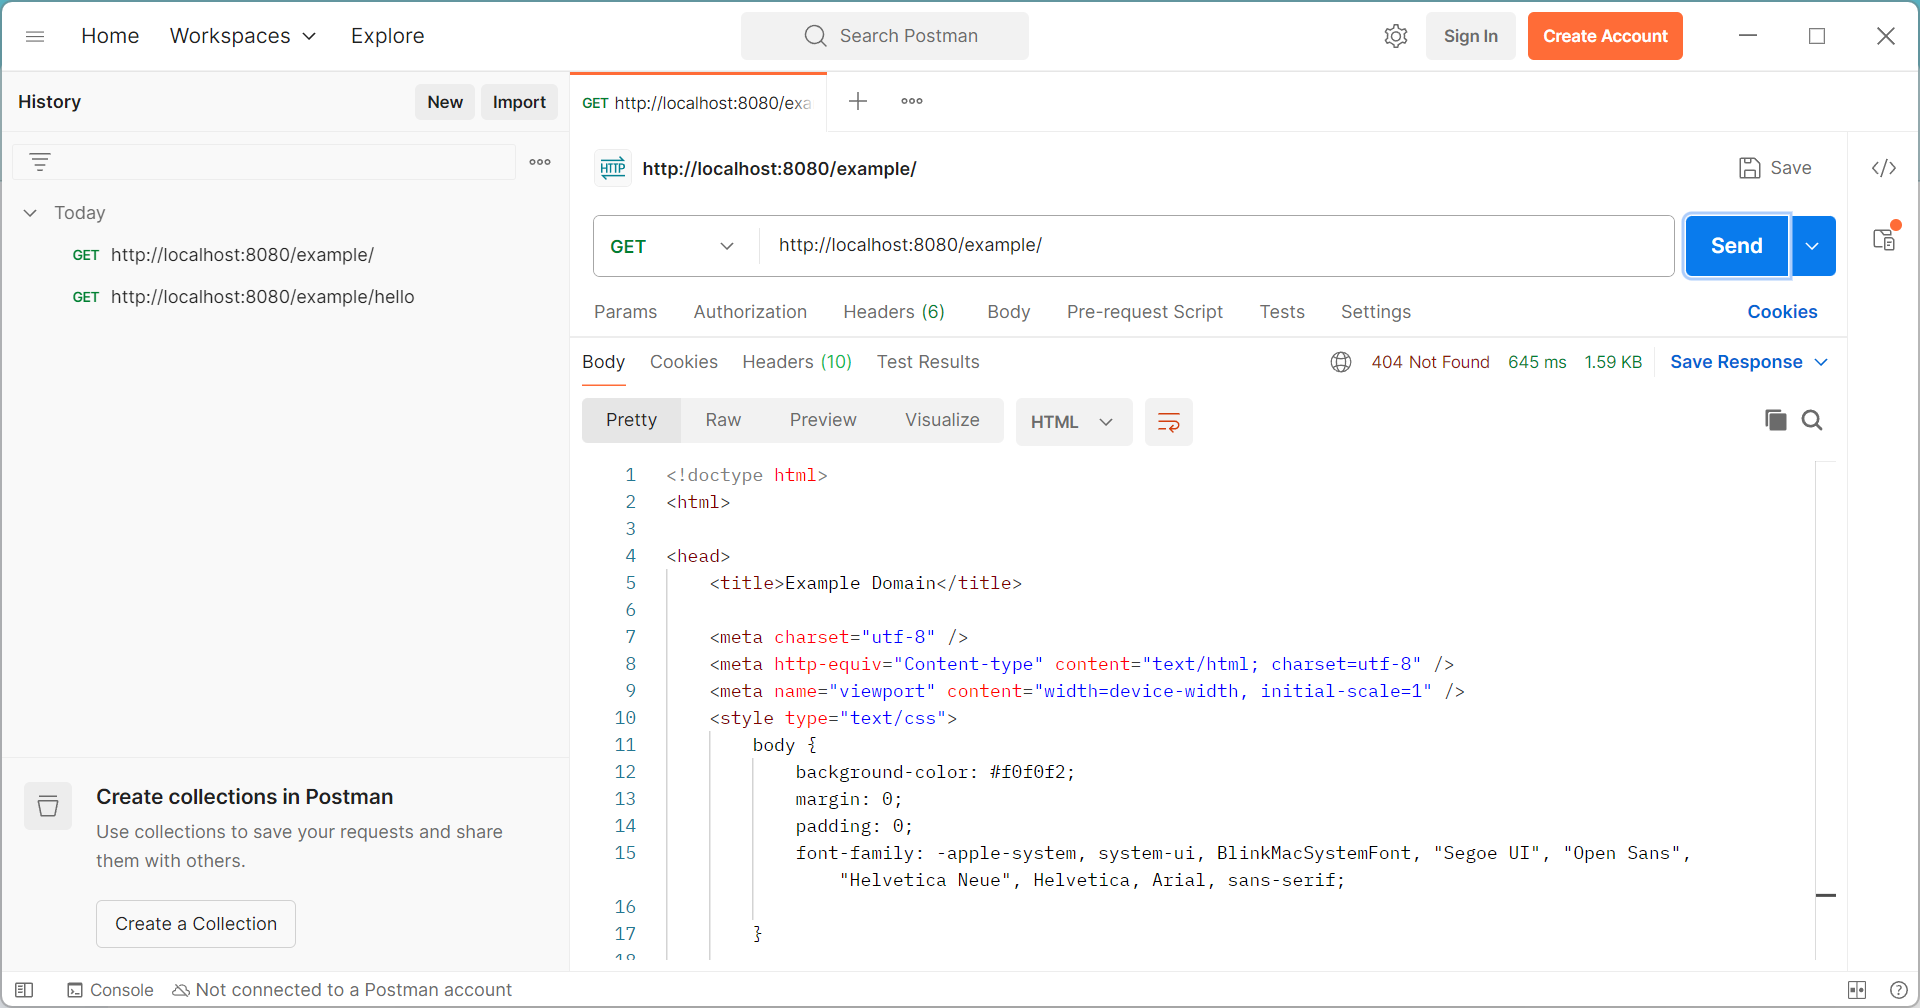 Home Workspaces Explore Search Postman Sign In Create Account
History New Import
GET http://localhost:8080/exa
HTTP http://localhost:8080/example/ Save
Today
GET http://localhost:8080/example/
GET http://localhost:8080/example/hello
GET http://localhost:8080/example/ Send
Params Authorization Headers (6) Body Pre-request Script Tests Settings Cookies
Body Cookies Headers (10) Test Results 404 Not Found 645 ms 1.59 KB Save Response
Pretty Raw Preview Visualize HTML
1 <!doctype html>
2 <html>
3
4 <head>
5 <title>Example Domain</title>
6
7 <meta charset="utf-8" />
8 <meta http-equiv="Content-type" content="text/html; charset=utf-8" />
9 <meta name="viewport" content="width=device-width, initial-scale=1" />
10 <style type="text/css">
11 body {
12 background-color: #f0f0f2;
13 margin: 0;
14 padding: 0;
15 font-family: -apple-system, system-ui, BlinkMacSystemFont, "Segoe UI", "Open Sans",
"Helvetica Neue", Helvetica, Arial, sans-serif;
16
17 }
18
Create collections in Postman
Use collections to save your requests and share
them with others.
Create a Collection
Console Not connected to a Postman account